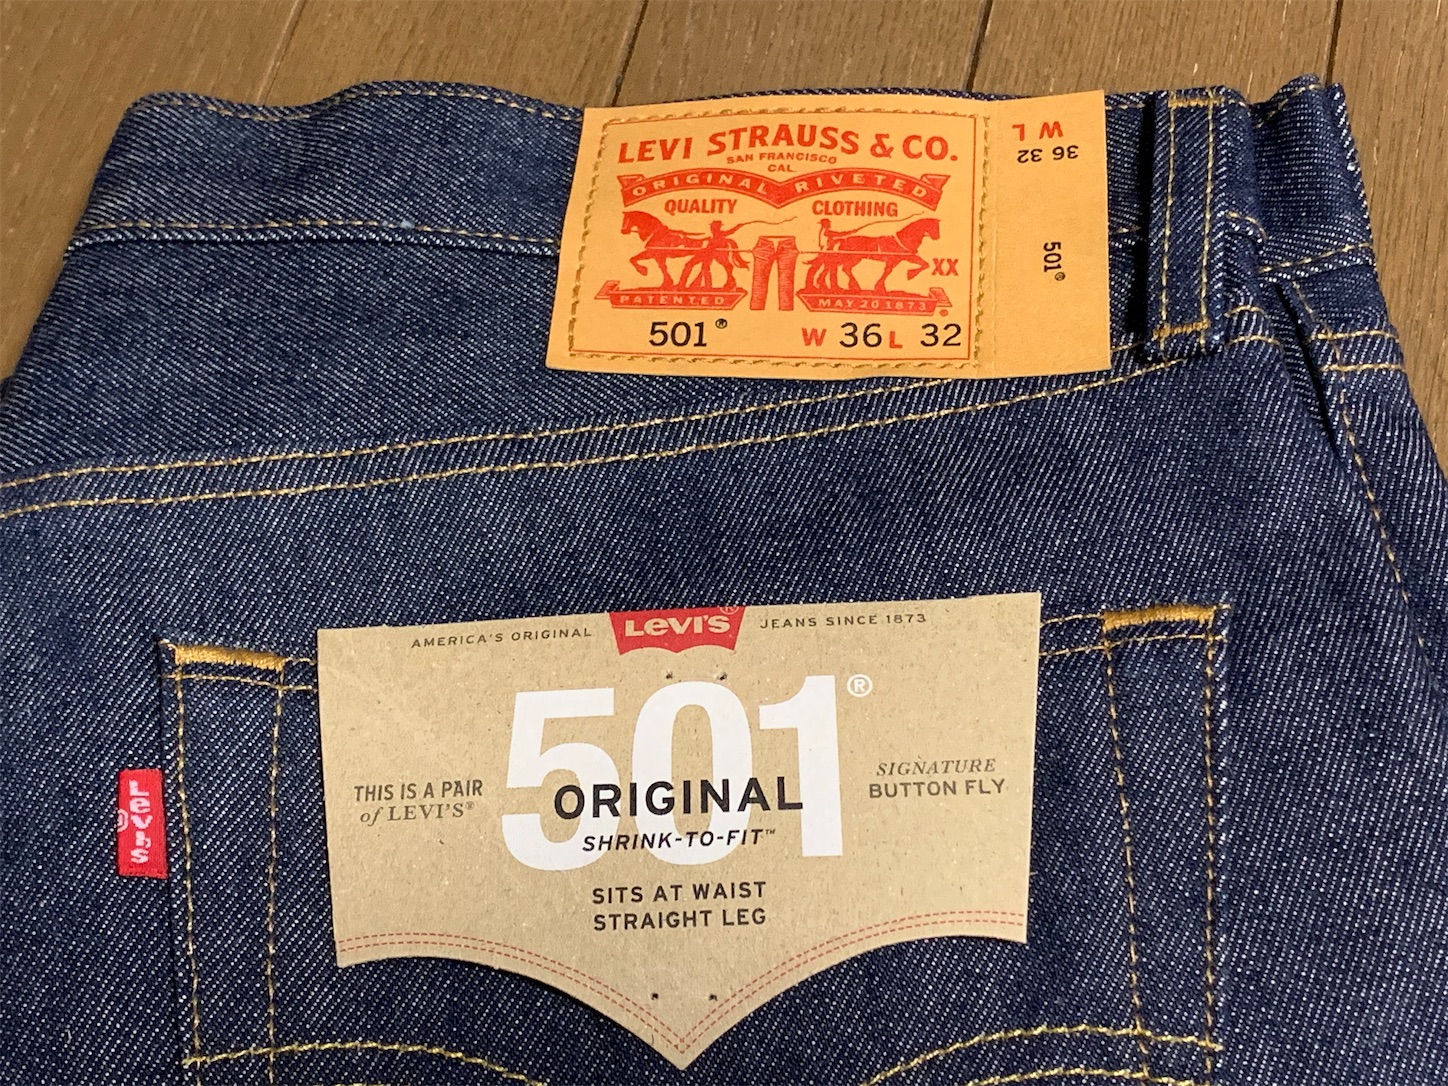 LEVI STRAUSS & CO.
SAN FRANCISCO
CAL.
ORIGINAL RIVETED
QUALITY CLOTHING
XX
PATENTED MAY 20 1873
®
501® W 36 L 32
W L
36 32
501®
AMERICA'S ORIGINAL LEVI'S® JEANS SINCE 1873
501®
THIS IS A PAIR
of LEVI'S®
ORIGINAL
SHRINK-TO-FIT™
SIGNATURE
BUTTON FLY
SITS AT WAIST
STRAIGHT LEG
LEVI'S®